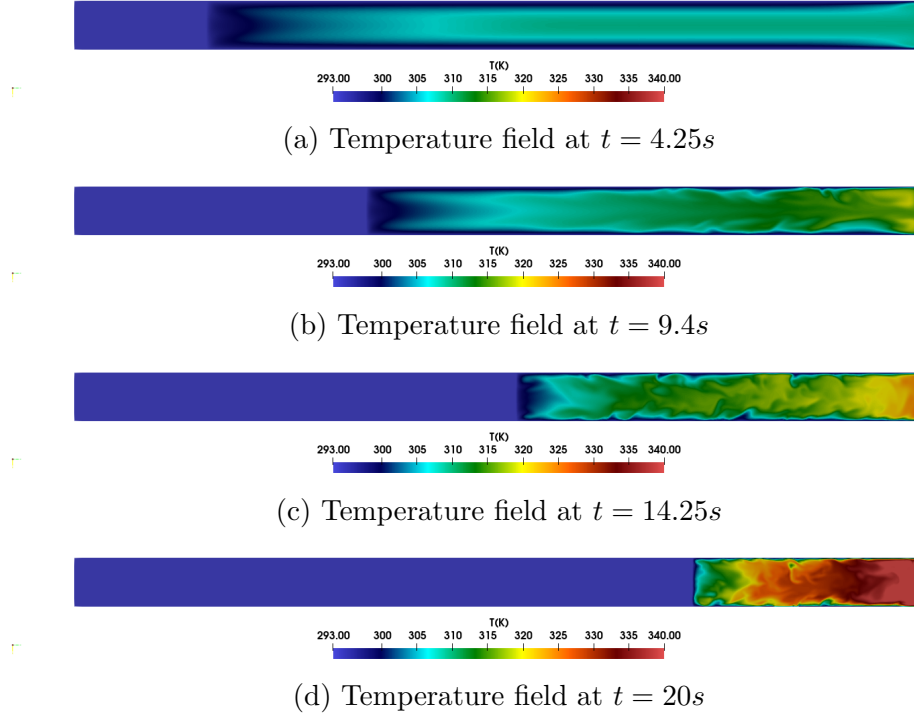 T(K)
293.00 300 305 310 315 320 325 330 335 340.00
(a) Temperature field at t = 4.25s
T(K)
293.00 300 305 310 315 320 325 330 335 340.00
(b) Temperature field at t = 9.4s
T(K)
293.00 300 305 310 315 320 325 330 335 340.00
(c) Temperature field at t = 14.25s
T(K)
293.00 300 305 310 315 320 325 330 335 340.00
(d) Temperature field at t = 20s